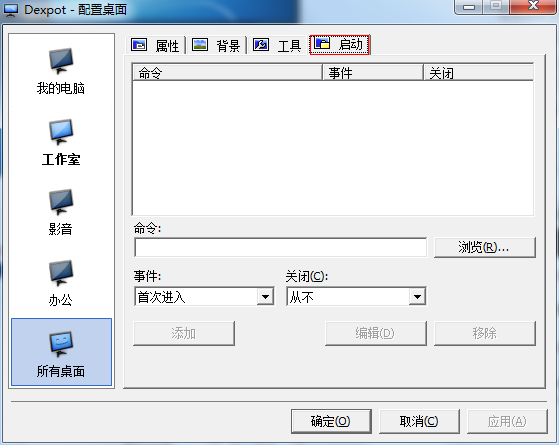 Dexpot - 配置桌面
我的电脑
工作室
影音
办公
所有桌面
属性 背景 工具 启动
命令 事件 关闭
命令:
浏览(R)...
事件: 关闭(C):
首次进入 从不
添加 编辑(D) 移除
确定(O) 取消(C) 应用(A)